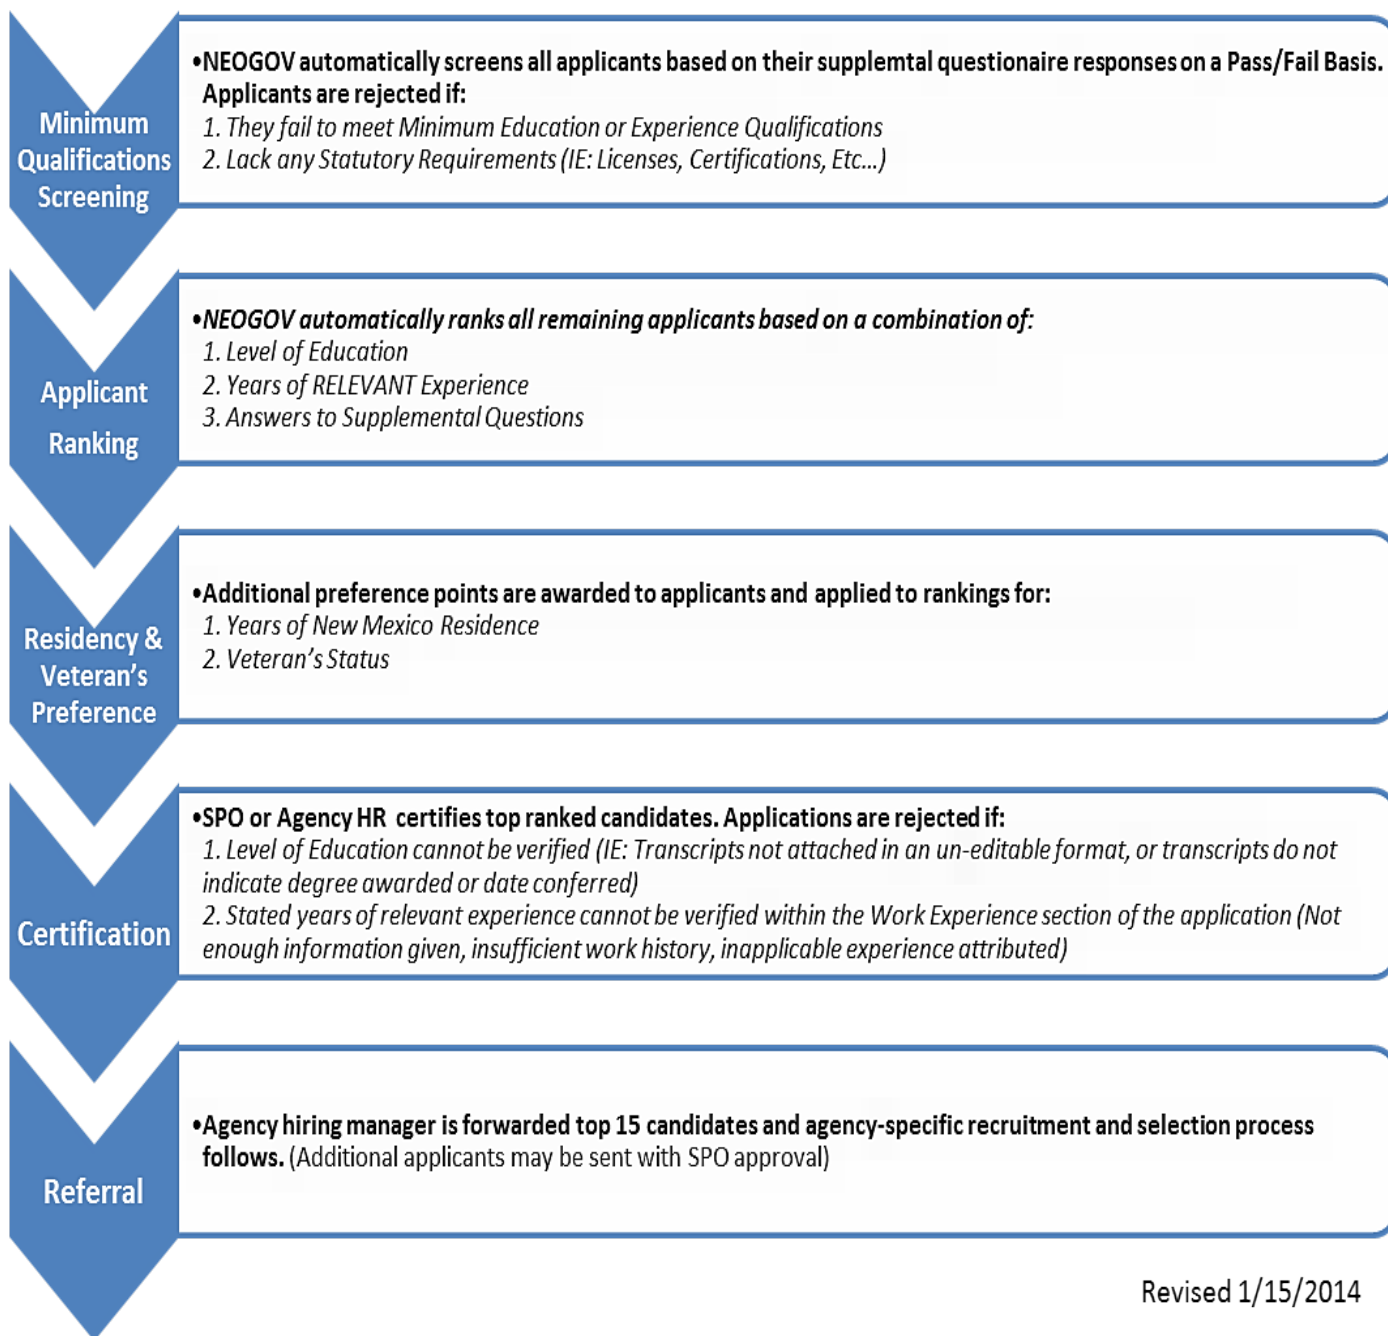 Minimum
Qualifications
Screening
•NEOGOV automatically screens all applicants based on their supplemtal questionaire responses on a Pass/Fail Basis.
Applicants are rejected if:
1. They fail to meet Minimum Education or Experience Qualifications
2. Lack any Statutory Requirements (IE: Licenses, Certifications, Etc...)
Applicant
Ranking
•NEOGOV automatically ranks all remaining applicants based on a combination of:
1. Level of Education
2. Years of RELEVANT Experience
3. Answers to Supplemental Questions
Residency &
Veteran's
Preference
•Additional preference points are awarded to applicants and applied to rankings for:
1. Years of New Mexico Residence
2. Veteran's Status
Certification
•SPO or Agency HR certifies top ranked candidates. Applications are rejected if:
1. Level of Education cannot be verified (IE: Transcripts not attached in an un-editable format, or transcripts do not
indicate degree awarded or date conferred)
2. Stated years of relevant experience cannot be verified within the Work Experience section of the application (Not
enough information given, insufficient work history, inapplicable experience attributed)
Referral
•Agency hiring manager is forwarded top 15 candidates and agency-specific recruitment and selection process
follows. (Additional applicants may be sent with SPO approval)
Revised 1/15/2014